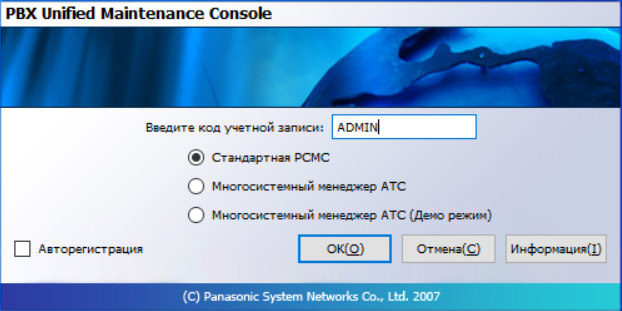 PBX Unified Maintenance Console
Введите код учетной записи: ADMIN
Стандартная PCMC
Многосистемный менеджер АТС
Многосистемный менеджер АТС (Демо режим)
Авторегистрация OK(O) Отмена(C) Информация(I)
(C) Panasonic System Networks Co., Ltd. 2007